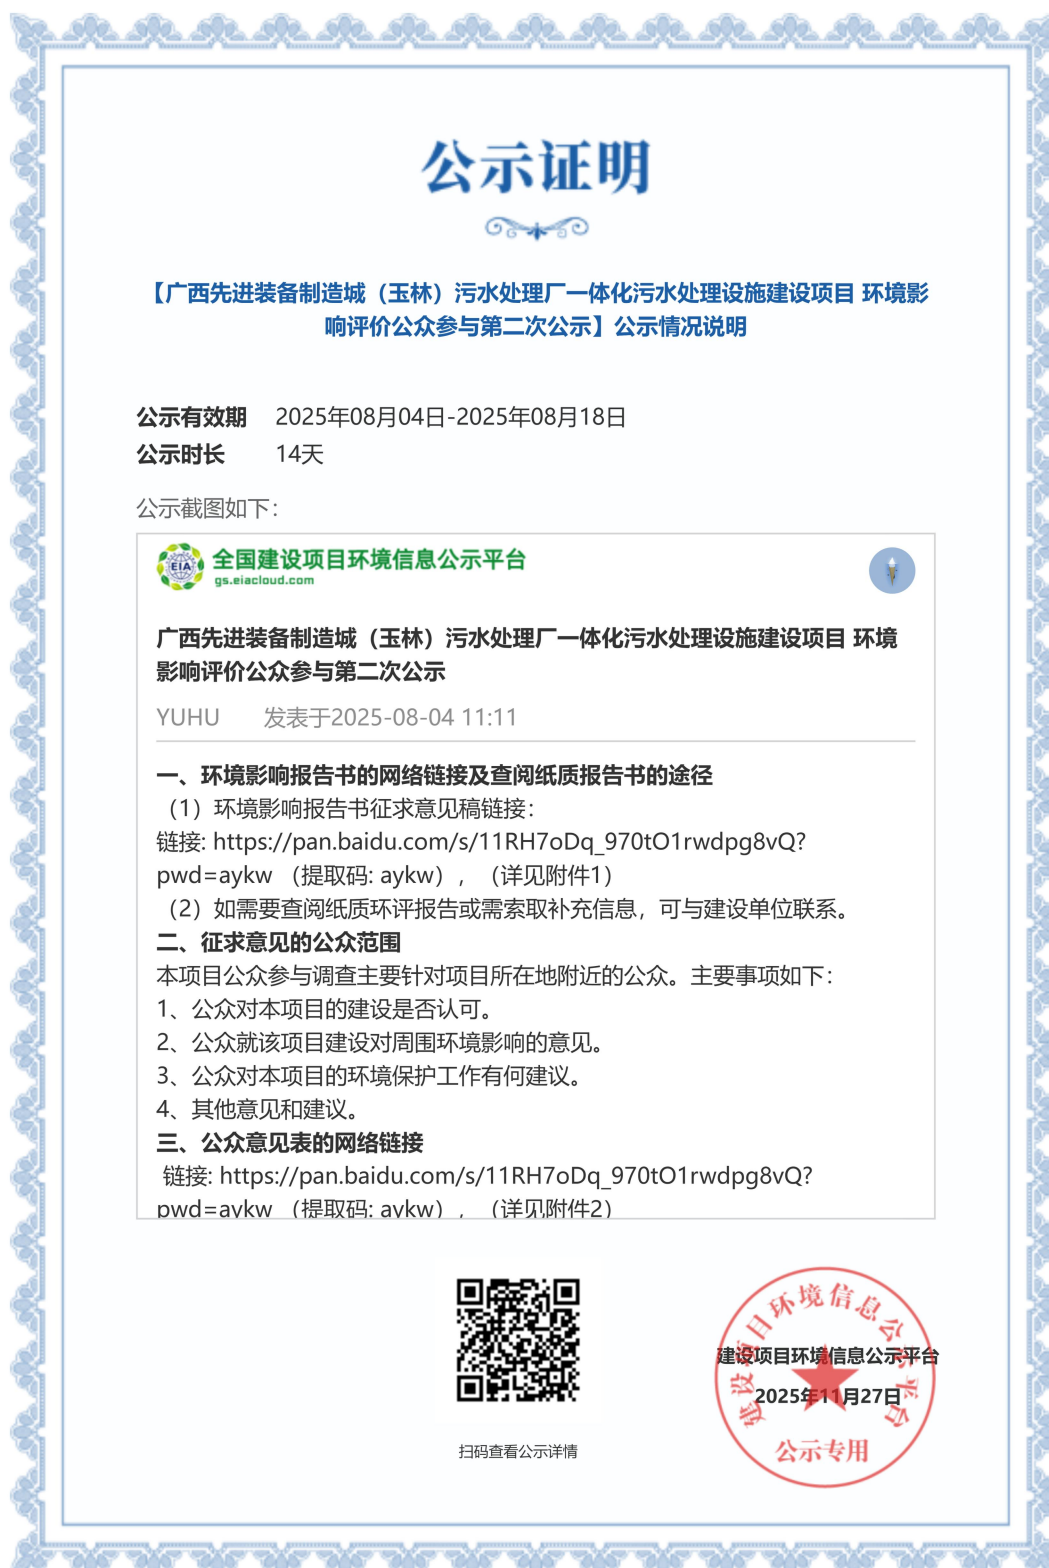 公示证明
【广西先进装备制造城（玉林）污水处理厂一体化污水处理设施建设项目 环境影
响评价公众参与第二次公示】公示情况说明
公示有效期 2025年08月04日-2025年08月18日
公示时长 14天
公示截图如下：
EIA
全国建设项目环境信息公示平台
gs.eiacloud.com
广西先进装备制造城（玉林）污水处理厂一体化污水处理设施建设项目 环境
影响评价公众参与第二次公示
YUHU 发表于2025-08-04 11:11
一、环境影响报告书的网络链接及查阅纸质报告书的途径
（1）环境影响报告书征求意见稿链接：
链接: https://pan.baidu.com/s/11RH7oDq_970tO1rwdpg8vQ?
pwd=aykw （提取码: aykw），（详见附件1）
（2）如需要查阅纸质环评报告或需索取补充信息，可与建设单位联系。
二、征求意见的公众范围
本项目公众参与调查主要针对项目所在地附近的公众。主要事项如下：
1、公众对本项目的建设是否认可。
2、公众就该项目建设对周围环境影响的意见。
3、公众对本项目的环境保护工作有何建议。
4、其他意见和建议。
三、公众意见表的网络链接
链接: https://pan.baidu.com/s/11RH7oDq_970tO1rwdpg8vQ?
pwd=aykw （提取码: aykw），（详见附件2）
扫码查看公示详情
建设项目环境信息公示平台
建设项目环境信息公示平台
2025年11月27日
公示专用